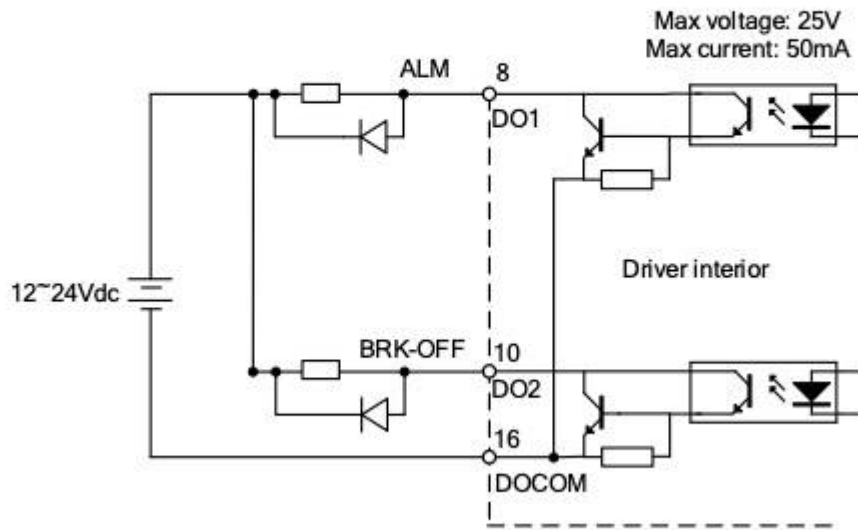 Max voltage: 25V
Max current: 50mA
ALM
8
DO1
12~24Vdc
Driver interior
BRK-OFF
10
DO2
16
DOCOM